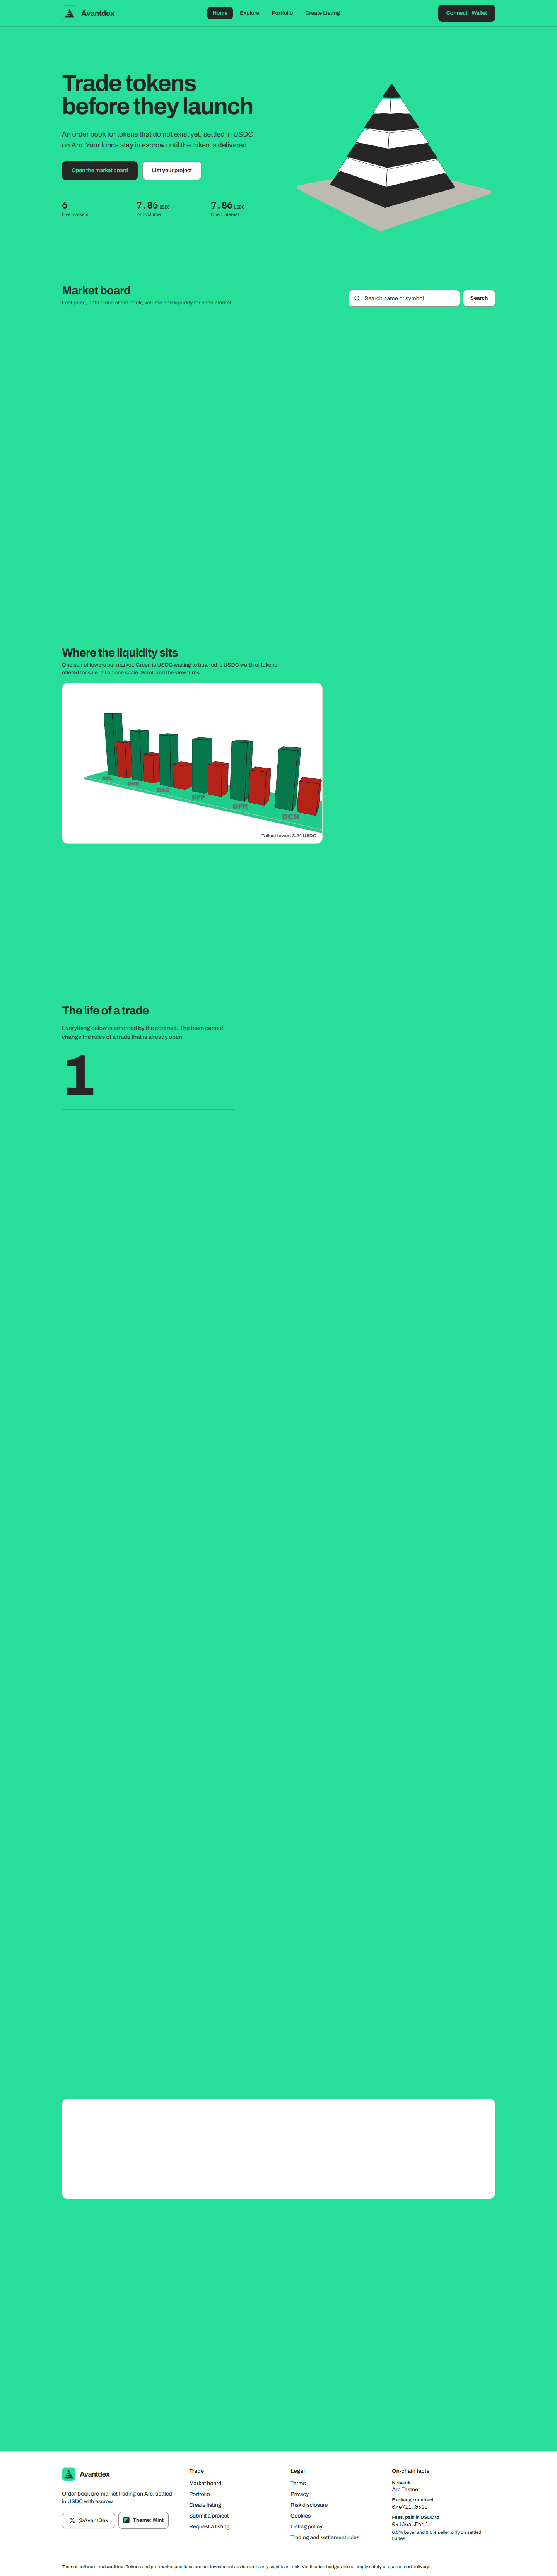 Avantdex
Home Explore Portfolio Create Listing
Connect Wallet
Trade tokens
before they launch
An order book for tokens that do not exist yet, settled in USDC
on Arc. Your funds stay in escrow until the token is delivered.
Open the market board
List your project
6
Live markets
7.86 USDC
24h volume
7.86 USDC
Open interest
Market board
Last price, both sides of the book, volume and liquidity for each market.
Search name or symbol
Search
Where the liquidity sits
One pair of towers per market. Green is USDC waiting to buy, red is USDC worth of tokens
offered for sale, all on one scale. Scroll and the view turns.
DAG
DPP
DPR
DCN
Tallest tower: 3.24 USDC
The life of a trade
Everything below is enforced by the contract. The team cannot
change the rules of a trade that is already open.
1
Avantdex
Order-book pre-market trading on Arc, settled
in USDC with escrow.
@AvantDex
Theme: Mint
Trade
Market board
Portfolio
Create listing
Submit a project
Request a listing
Legal
Terms
Privacy
Risk disclosure
Cookies
Listing policy
Trading and settlement rules
On-chain facts
Network
Arc Testnet
Exchange contract
0xe7f1…0512
Fees, paid in USDC to
0x136a…fbd6
0.5% buyer and 0.5% seller, only on settled
trades
Testnet software, not audited. Tokens and pre-market positions are not investment advice and carry significant risk. Verification badges do not imply safety or guaranteed delivery.